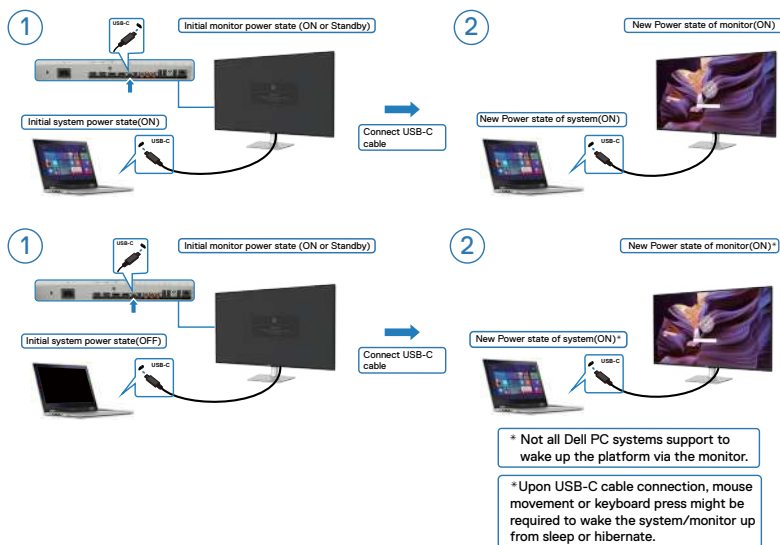 1
USB-C
Initial monitor power state (ON or Standby)
Initial system power state(ON)
USB-C
Connect USB-C
cable
2
New Power state of monitor(ON)
New Power state of system(ON)
USB-C
1
USB-C
Initial monitor power state (ON or Standby)
Initial system power state(OFF)
USB-C
Connect USB-C
cable
2
New Power state of monitor(ON)*
New Power state of system(ON)*
USB-C
* Not all Dell PC systems support to
wake up the platform via the monitor.
*Upon USB-C cable connection, mouse
movement or keyboard press might be
required to wake the system/monitor up
from sleep or hibernate.